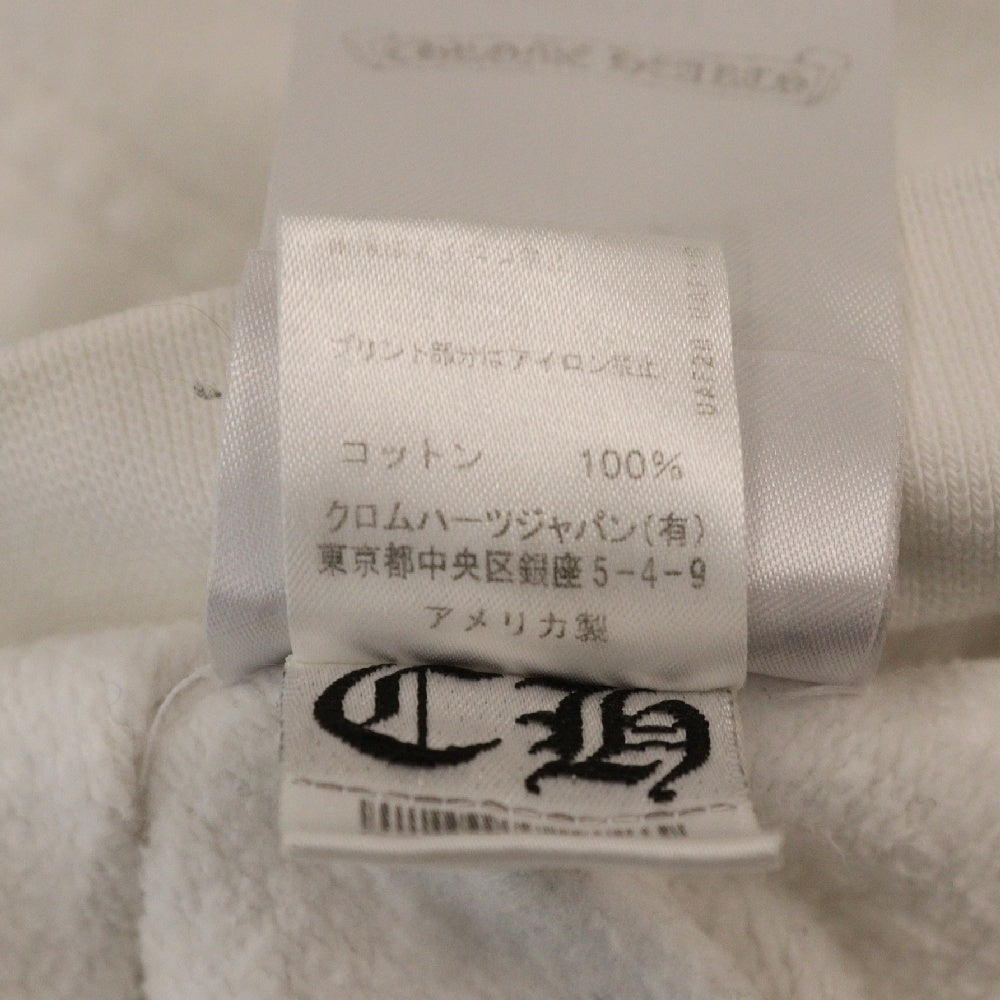 プリント部分はアイロン禁止
コットン 100%
クロムハーツジャパン(有)
東京都中央区銀座5-4-9
アメリカ製
CH